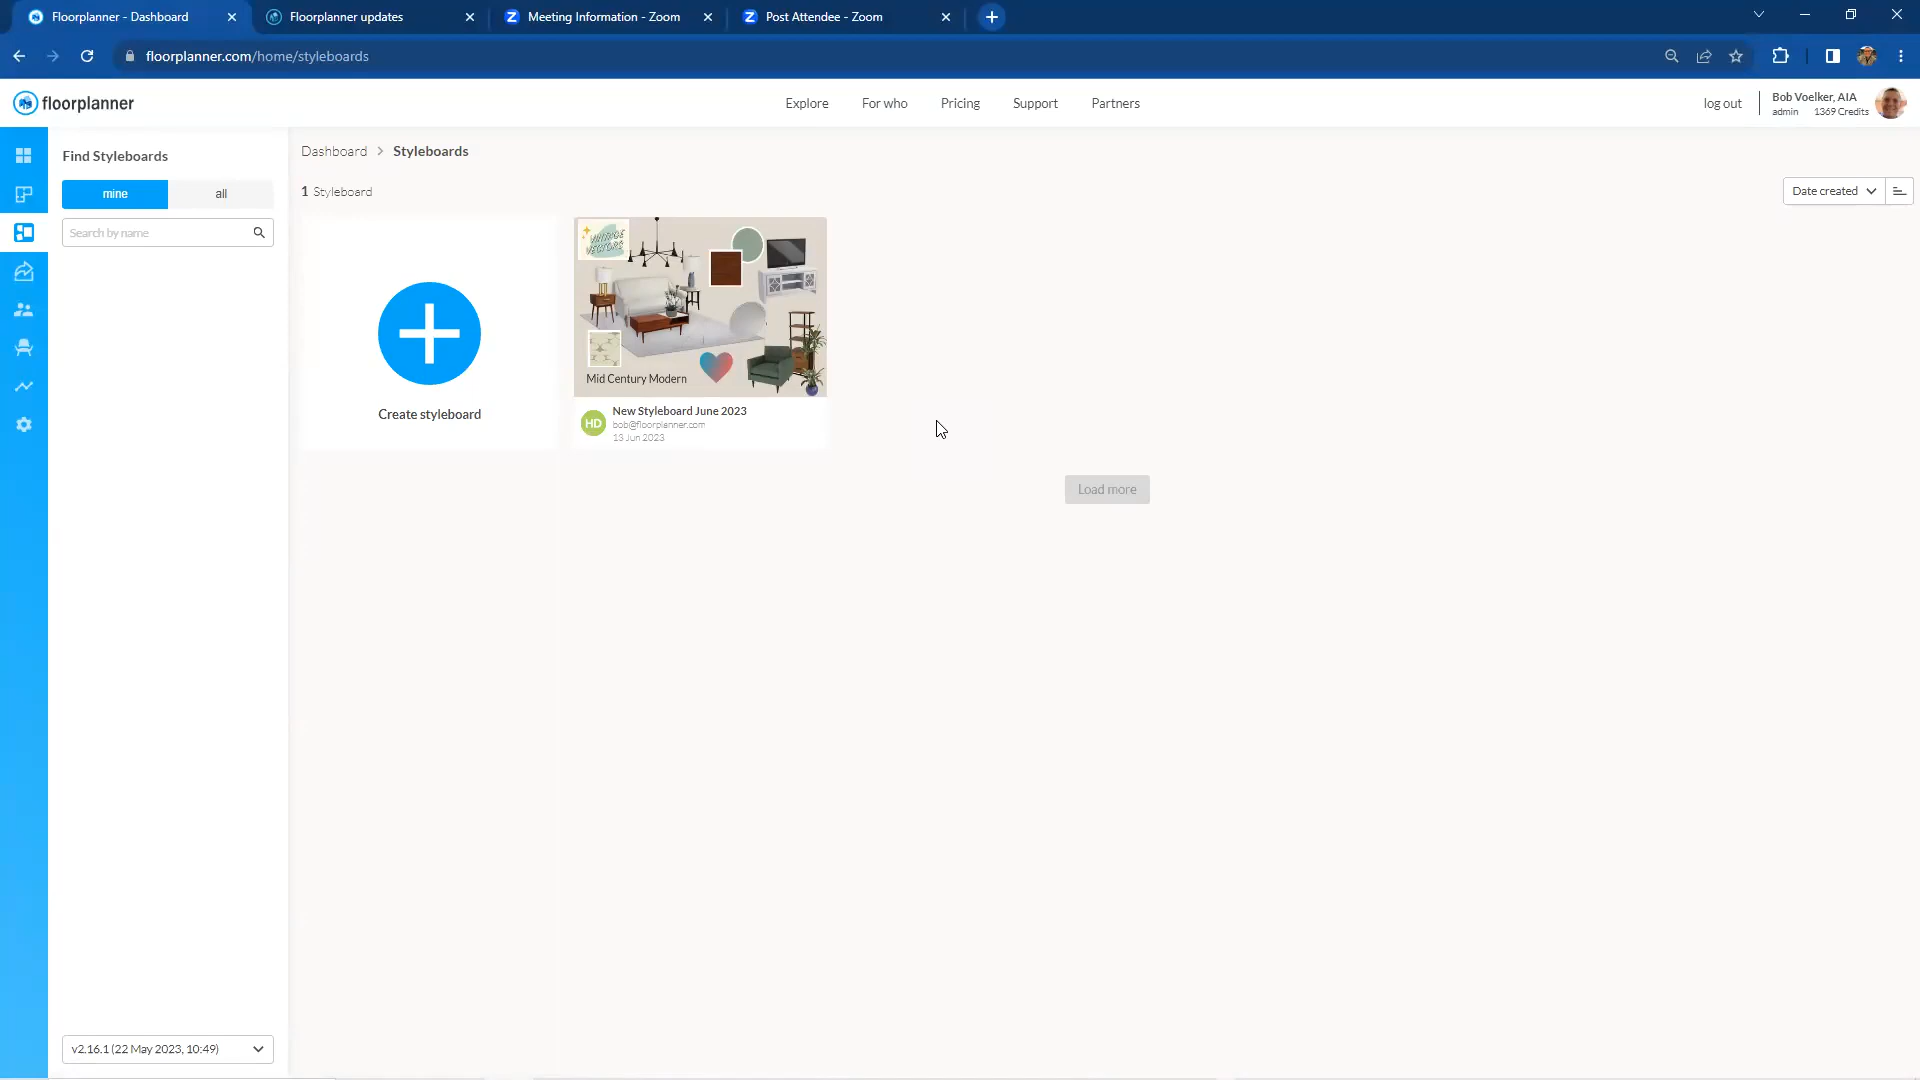 Floorplanner - Dashboard
Floorplanner updates
Meeting Information - Zoom
Post Attendee - Zoom
floorplanner.com/home/styleboards
floorplanner
Explore
For who
Pricing
Support
Partners
log out
Bob Voelker, AIA
admin 1369 Credits
Find Styleboards
mine
all
Search by name
Dashboard > Styleboards
1 Styleboard
Date created
Create styleboard
VINTAGE
VECTORS
Mid Century Modern
HD
New Styleboard June 2023
bob@floorplanner.com
13 Jun 2023
Load more
v2.16.1 (22 May 2023, 10:49)